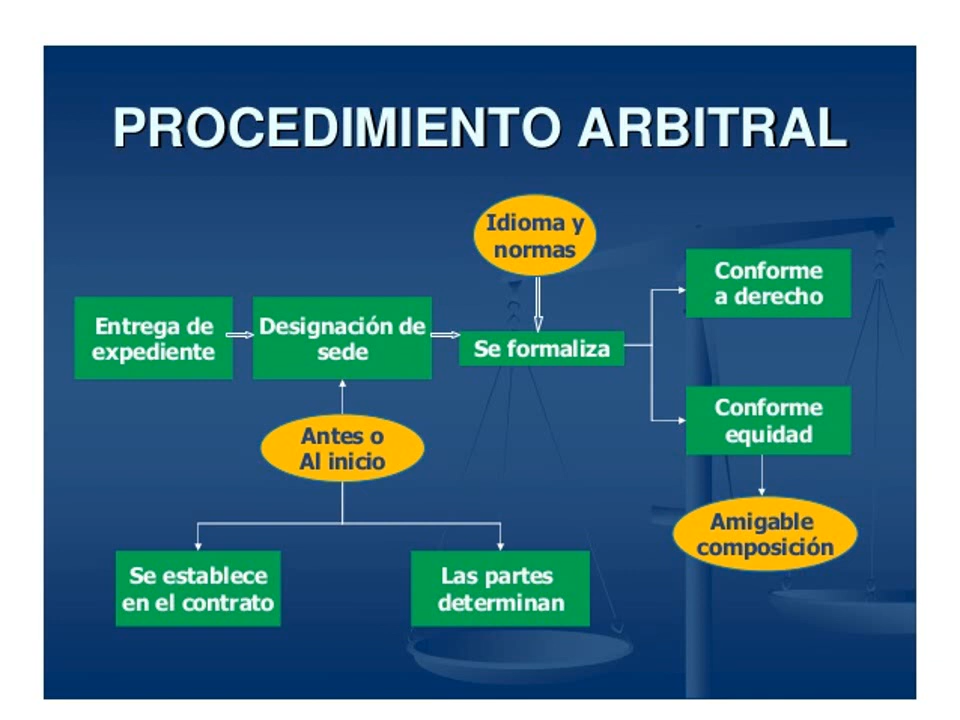 PROCEDIMIENTO ARBITRAL
Idioma y
normas
Conforme
a derecho
Entrega de
expediente
Designación de
sede
Se formaliza
Conforme
equidad
Antes o
Al inicio
Amigable
composición
Se establece
en el contrato
Las partes
determinan